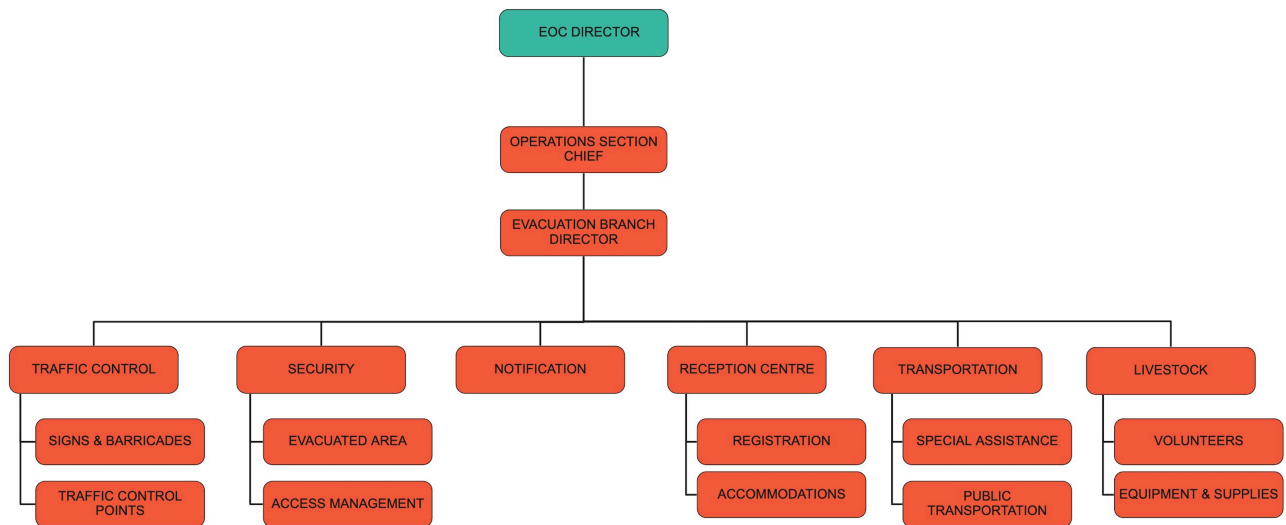 EOC DIRECTOR
OPERATIONS SECTION
CHIEF
EVACUATION BRANCH
DIRECTOR
TRAFFIC CONTROL
SECURITY
NOTIFICATION
RECEPTION CENTRE
TRANSPORTATION
LIVESTOCK
SIGNS & BARRICADES
EVACUATED AREA
REGISTRATION
SPECIAL ASSISTANCE
VOLUNTEERS
TRAFFIC CONTROL
POINTS
ACCESS MANAGEMENT
ACCOMMODATIONS
PUBLIC
TRANSPORTATION
EQUIPMENT & SUPPLIES